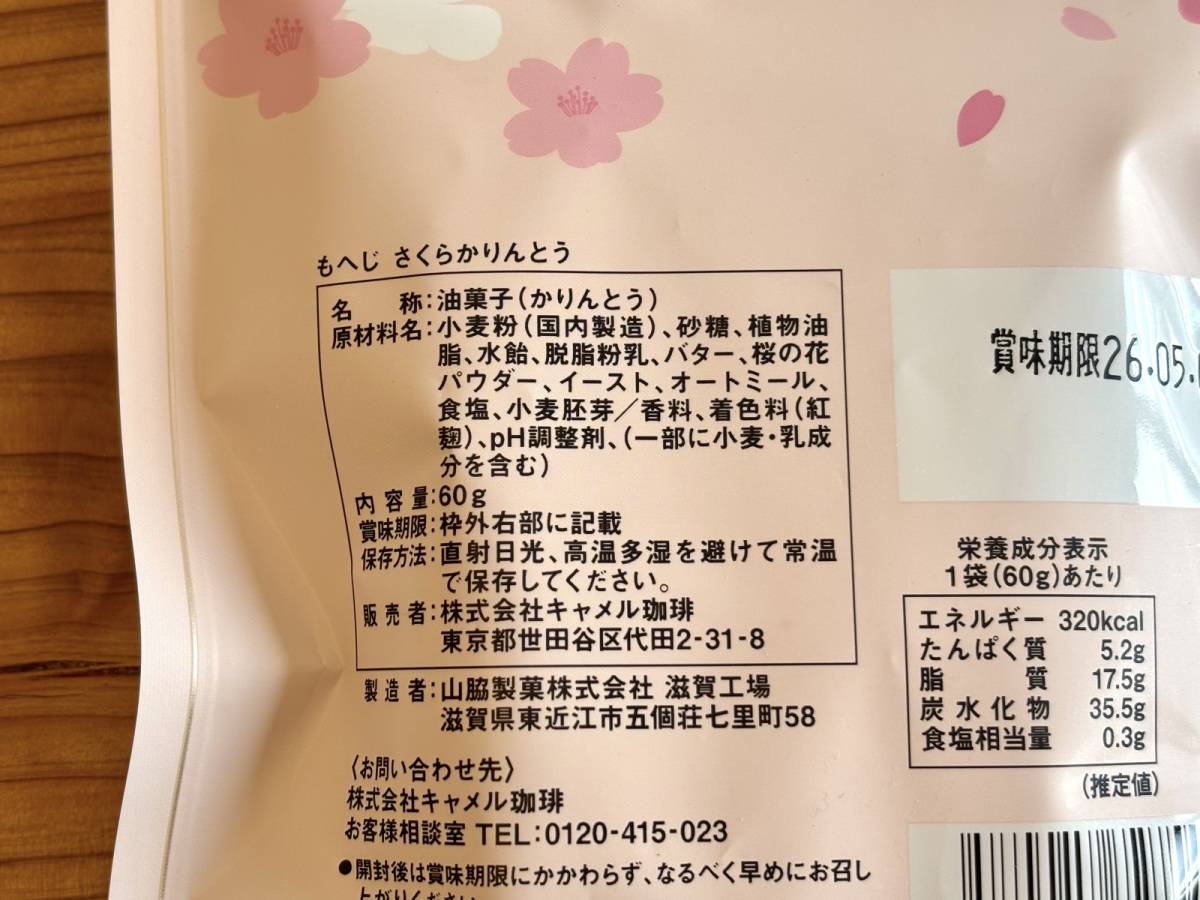 もへじ さくらかりんとう
名称:油菓子(かりんとう)
原材料名:小麦粉(国内製造)、砂糖、植物油
脂、水飴、脱脂粉乳、バター、桜の花
パウダー、イースト、オートミール、
食塩、小麦胚芽/香料、着色料(紅
麹)、pH調整剤、(一部に小麦・乳成
分を含む)
内容量:60g
賞味期限:枠外右部に記載
保存方法:直射日光、高温多湿を避けて常温
で保存してください。
販売者:株式会社キャメル珈琲
東京都世田谷区代田2-31-8
製造者:山脇製菓株式会社 滋賀工場
滋賀県東近江市五個荘七里町58
〈お問い合わせ先〉
株式会社キャメル珈琲
お客様相談室 TEL:0120-415-023
●開封後は賞味期限にかかわらず、なるべく早めにお召し
上がりください
賞味期限26.05.
栄養成分表示
1袋(60g)あたり
エネルギー 320kcal
たんぱく質 5.2g
脂質 17.5g
炭水化物 35.5g
食塩相当量 0.3g
(推定値)